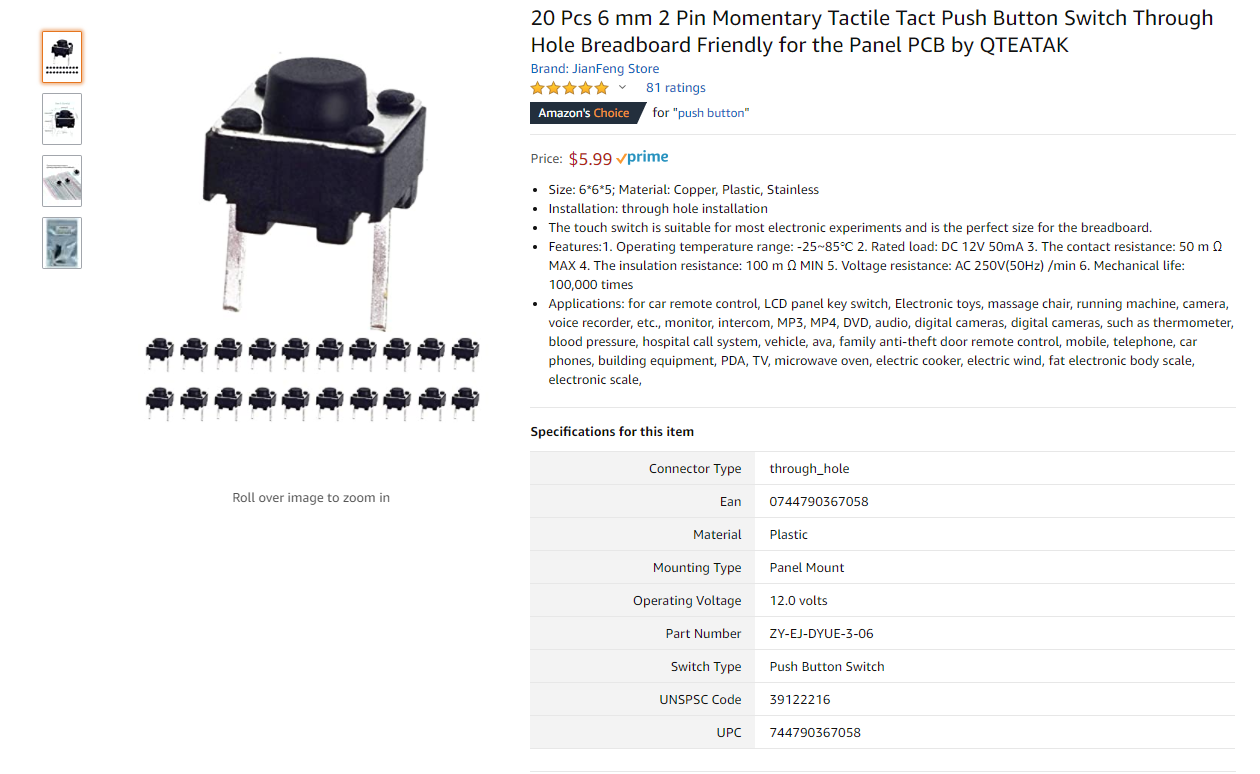 20 Pcs 6 mm 2 Pin Momentary Tactile Tact Push Button Switch Through
Hole Breadboard Friendly for the Panel PCB by QTEATAK
Brand: JianFeng Store
81 ratings
Amazon's Choice for "push button"
Price: $5.99 prime
• Size: 6*6*5; Material: Copper, Plastic, Stainless
• Installation: through hole installation
• The touch switch is suitable for most electronic experiments and is the perfect size for the breadboard.
• Features:1. Operating temperature range: -25~85℃ 2. Rated load: DC 12V 50mA 3. The contact resistance: 50 m Ω
MAX 4. The insulation resistance: 100 m Ω MIN 5. Voltage resistance: AC 250V(50Hz) /min 6. Mechanical life:
100,000 times
• Applications: for car remote control, LCD panel key switch, Electronic toys, massage chair, running machine, camera,
voice recorder, etc., monitor, intercom, MP3, MP4, DVD, audio, digital cameras, digital cameras, such as thermometer,
blood pressure, hospital call system, vehicle, ava, family anti-theft door remote control, mobile, telephone, car
phones, building equipment, PDA, TV, microwave oven, electric cooker, electric wind, fat electronic body scale,
electronic scale,
Roll over image to zoom in
Specifications for this item
Connector Type through_hole
Ean 0744790367058
Material Plastic
Mounting Type Panel Mount
Operating Voltage 12.0 volts
Part Number ZY-EJ-DYUE-3-06
Switch Type Push Button Switch
UNSPSC Code 39122216
UPC 744790367058